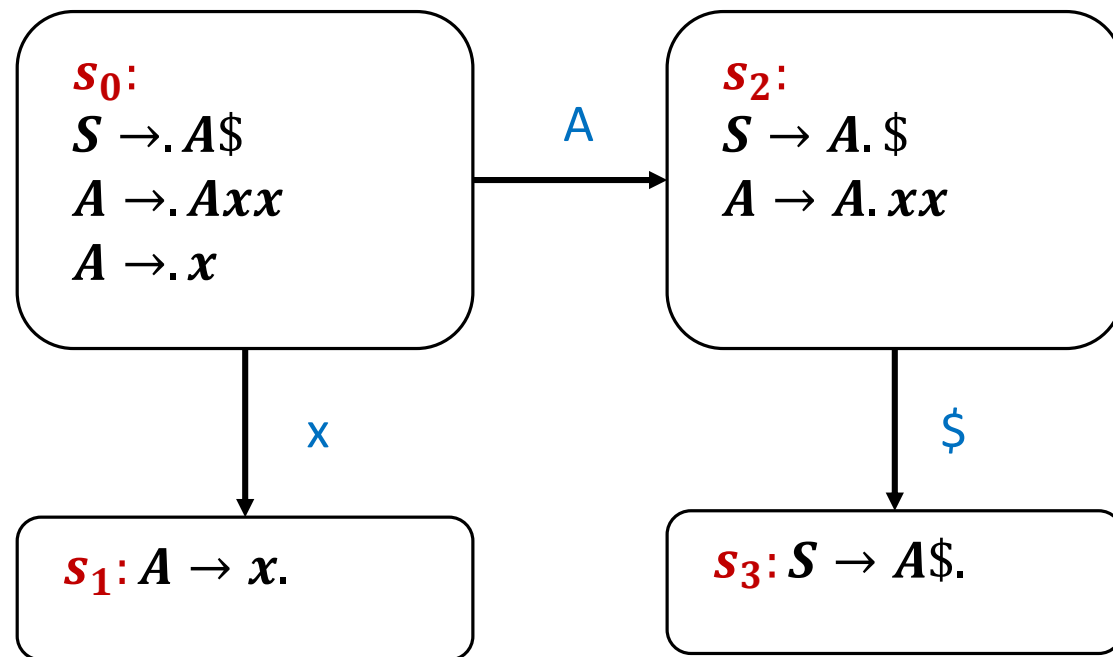 s₀:
S →. A$
A →. Axx
A →. x
A
s₂:
S → A. $
A → A. xx
x
$
s₁: A → x.
s₃: S → A$.